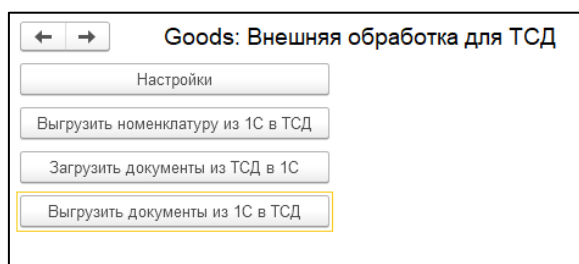 Goods: Внешняя обработка для ТСД
Настройки
Выгрузить номенклатуру из 1С в ТСД
Загрузить документы из ТСД в 1С
Выгрузить документы из 1С в ТСД